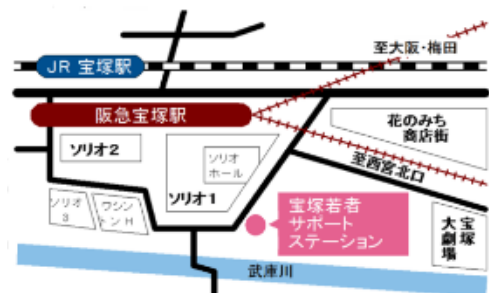 至大阪・梅田
JR 宝塚駅
阪急宝塚駅
花のみち
商店街
ソリオ2
ソリオ
ホール
至西宮北口
ソリオ1
ソリオ
3
ワシン
トンH
宝塚若者
サポート
ステーション
宝塚
大劇場
武庫川